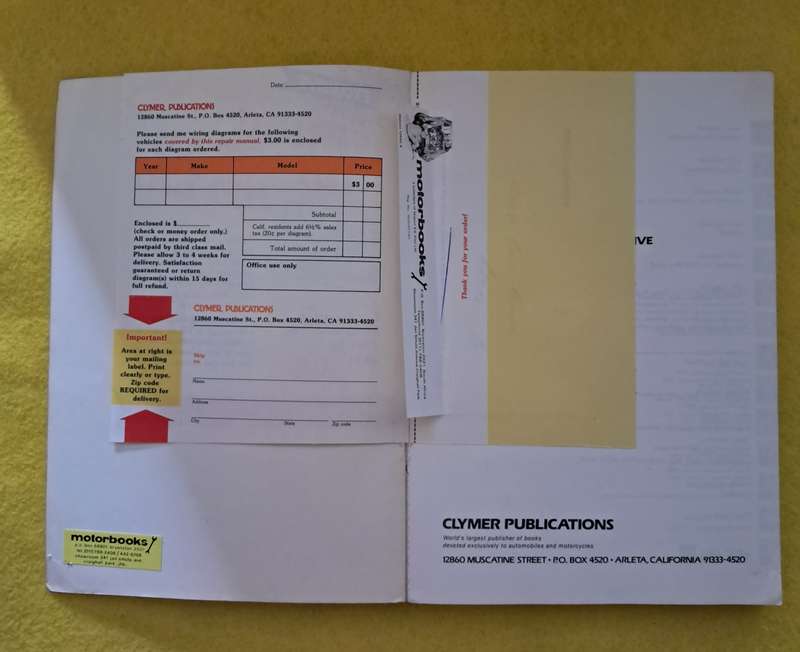 Date:
CLYMER PUBLICATIONS
12860 Muscatine St., P.O. Box 4520, Arleta, CA 91333-4520
Please send me wiring diagrams for the following
vehicles covered by this repair manual. $3.00 is enclosed
for each diagram ordered.
Year Make Model Price
$3 00
Subtotal
Calif. residents add 6½% sales
tax (20¢ per diagram).
Total amount of order
Enclosed is $
(check or money order only.)
All orders are shipped
postpaid by third class mail.
Please allow 3 to 4 weeks for
delivery. Satisfaction
guaranteed or return
diagram(s) within 15 days for
full refund.
Office use only
CLYMER PUBLICATIONS
12860 Muscatine St., P.O. Box 4520, Arleta, CA 91333-4520
Important!
Area at right is
your mailing
label. Print
clearly or type.
Zip code
REQUIRED for
delivery.
Ship
to:
Name
Address
City State Zip code
motorbooks
Thank you for your order!
IVE
motorbooks
p.o. box
bryanston 2021
showroom
craighall park
CLYMER PUBLICATIONS
World's largest publisher of books
devoted exclusively to automobiles and motorcycles
12860 MUSCATINE STREET • P.O. BOX 4520 • ARLETA, CALIFORNIA 91333-4520